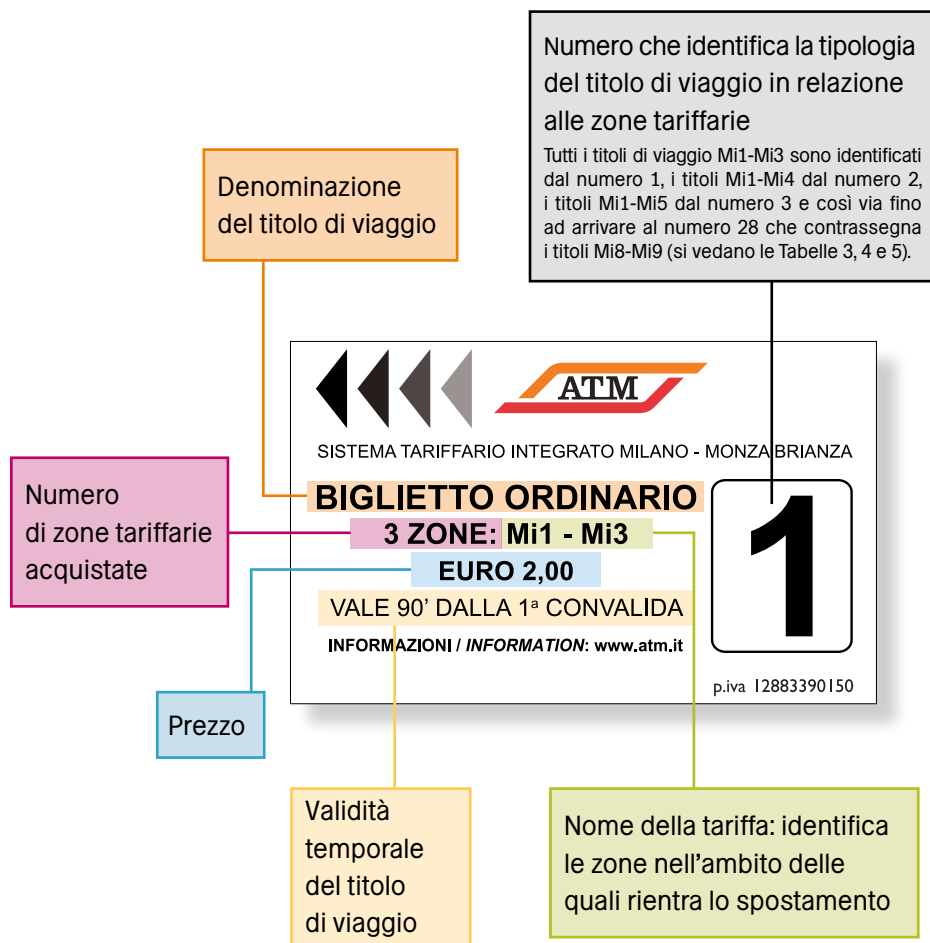 Numero che identifica la tipologia
del titolo di viaggio in relazione
alle zone tariffarie
Tutti i titoli di viaggio Mi1-Mi3 sono identificati
dal numero 1, i titoli Mi1-Mi4 dal numero 2,
i titoli Mi1-Mi5 dal numero 3 e così via fino
ad arrivare al numero 28 che contrassegna
i titoli Mi8-Mi9 (si vedano le Tabelle 3, 4 e 5).
Denominazione
del titolo di viaggio
ATM
SISTEMA TARIFFARIO INTEGRATO MILANO - MONZA BRIANZA
BIGLIETTO ORDINARIO
3 ZONE: Mi1 - Mi3
EURO 2,00
VALE 90' DALLA 1ª CONVALIDA
INFORMAZIONI / INFORMATION: www.atm.it
1
p.iva 12883390150
Numero
di zone tariffarie
acquistate
Prezzo
Validità
temporale
del titolo
di viaggio
Nome della tariffa: identifica
le zone nell'ambito delle
quali rientra lo spostamento